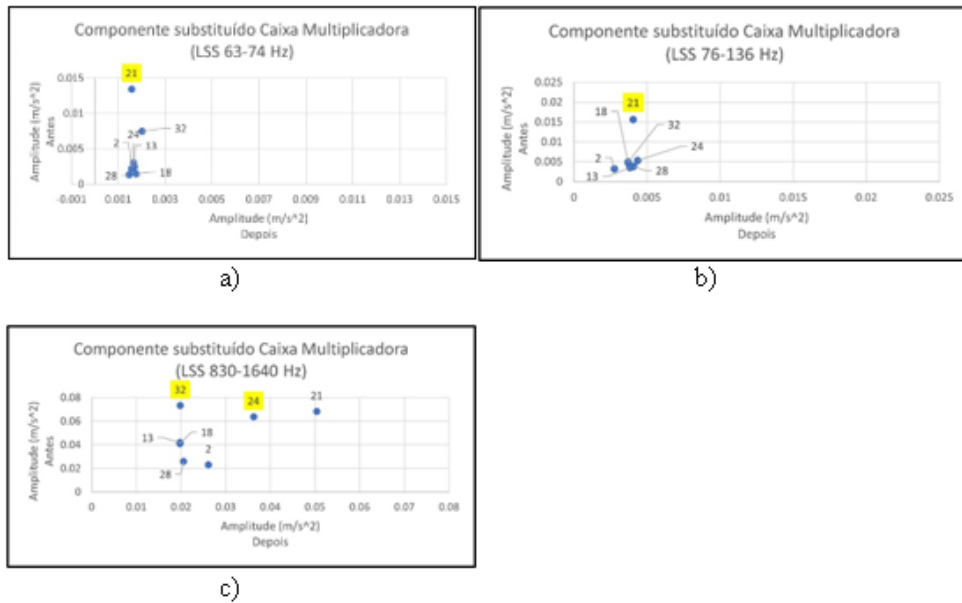 Componente substituído Caixa Multiplicadora
(LSS 63-74 Hz)
Amplitude (m/s^2)
Antes
0.015
0.01
0.005
0
21
32
24
13
2
28
18
-0.001
0.001
0.003
0.005
0.007
0.009
0.011
0.013
0.015
Amplitude (m/s^2)
Depois
a)
Componente substituído Caixa Multiplicadora
(LSS 76-136 Hz)
Amplitude (m/s^2)
Antes
0.025
0.02
0.015
0.01
0.005
0
21
18
32
24
2
13
28
0
0.005
0.01
0.015
0.02
0.025
Amplitude (m/s^2)
Depois
b)
Componente substituído Caixa Multiplicadora
(LSS 830-1640 Hz)
Amplitude (m/s^2)
Antes
0.08
0.06
0.04
0.02
0
32
24
21
13
18
2
28
0
0.01
0.02
0.03
0.04
0.05
0.06
0.07
0.08
Amplitude (m/s^2)
Depois
c)